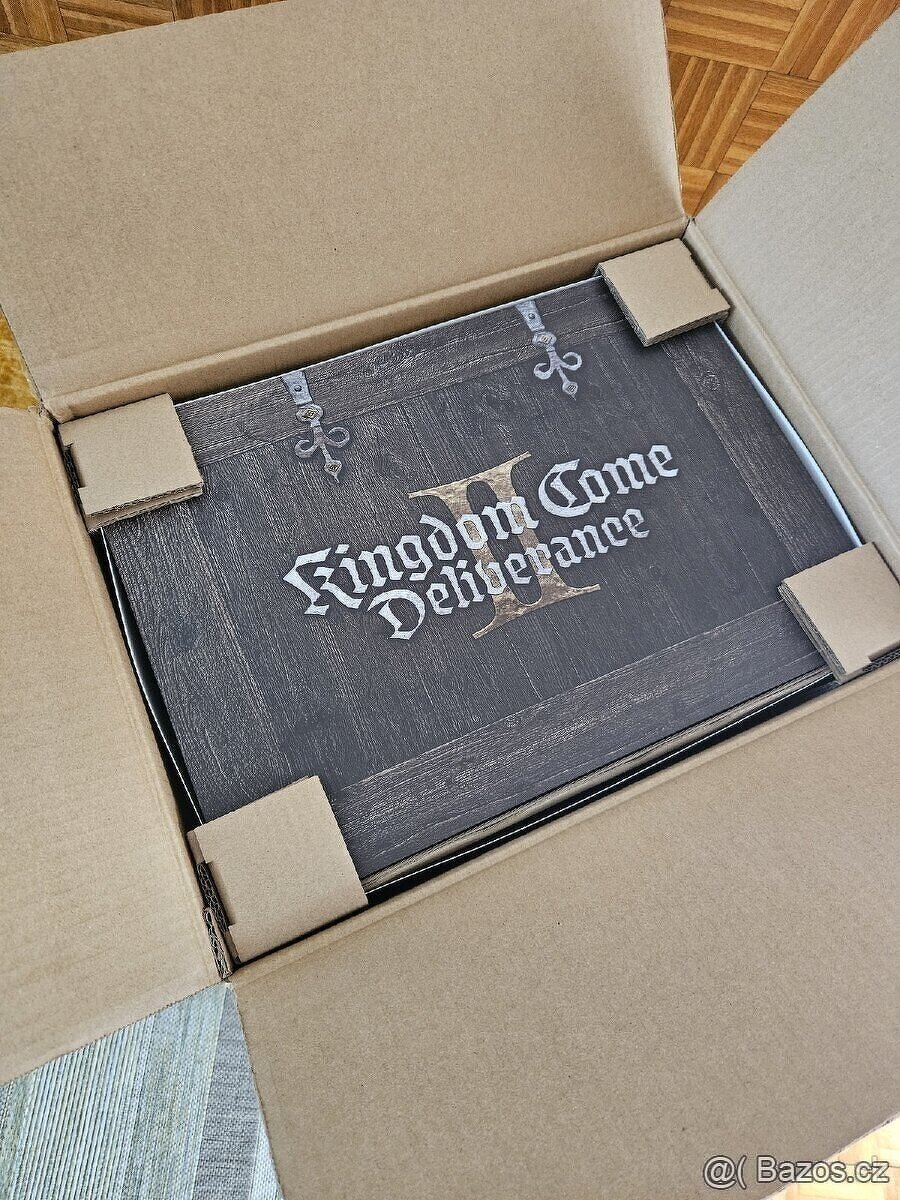 Kingdom Come
II
Deliverance
@( Bazos.cz